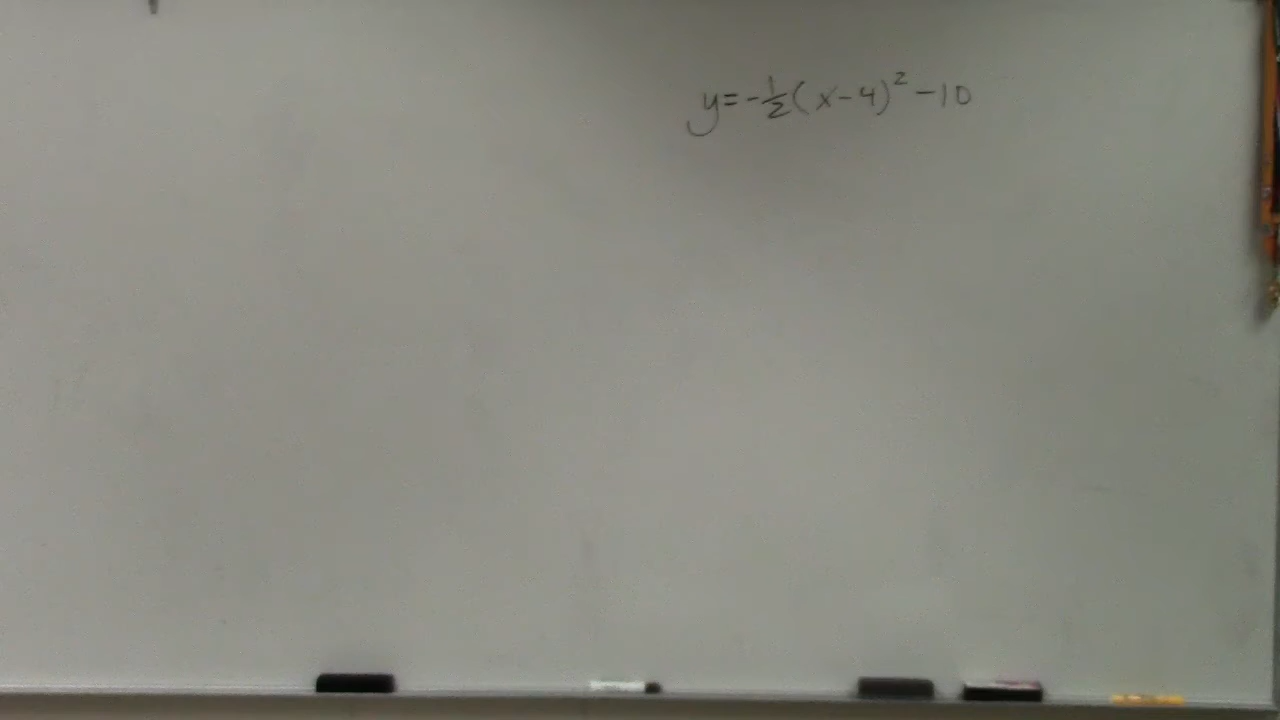 y = -1/2 (x - 4)² - 10